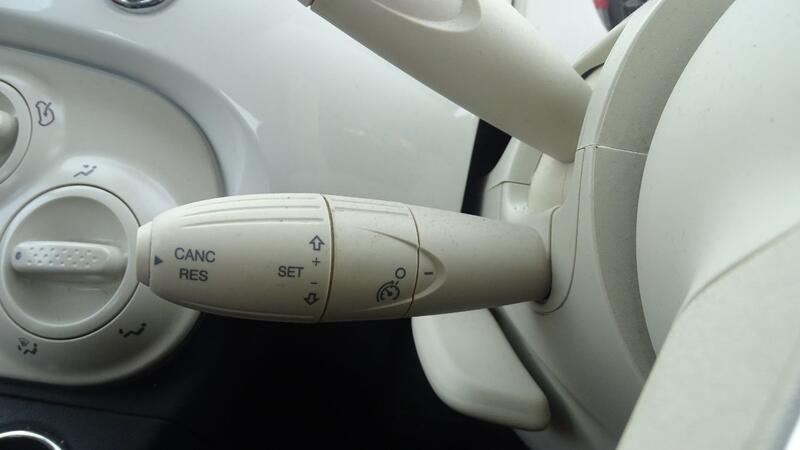 CANC
RES
SET
+
-
O